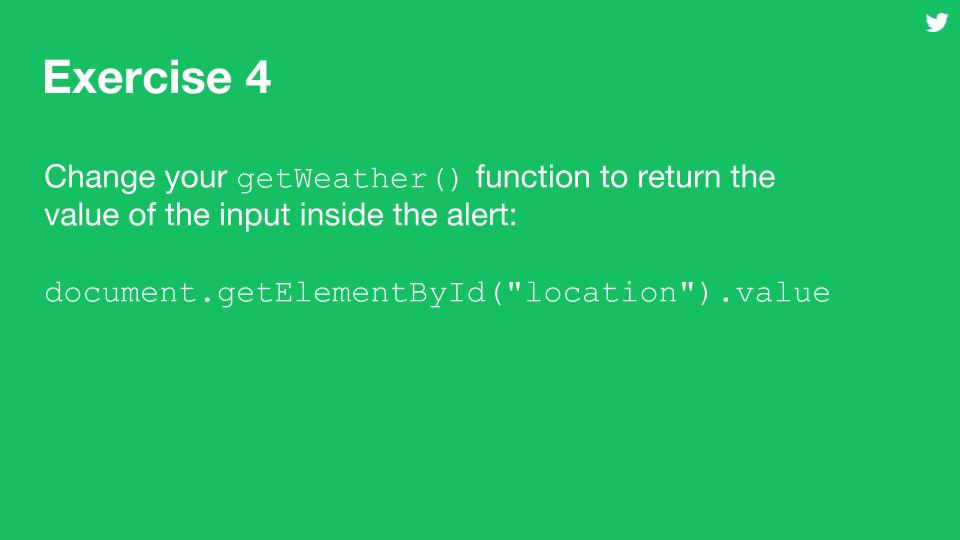 Exercise 4
Change your getWeather() function to return the
value of the input inside the alert:
document.getElementById("location").value